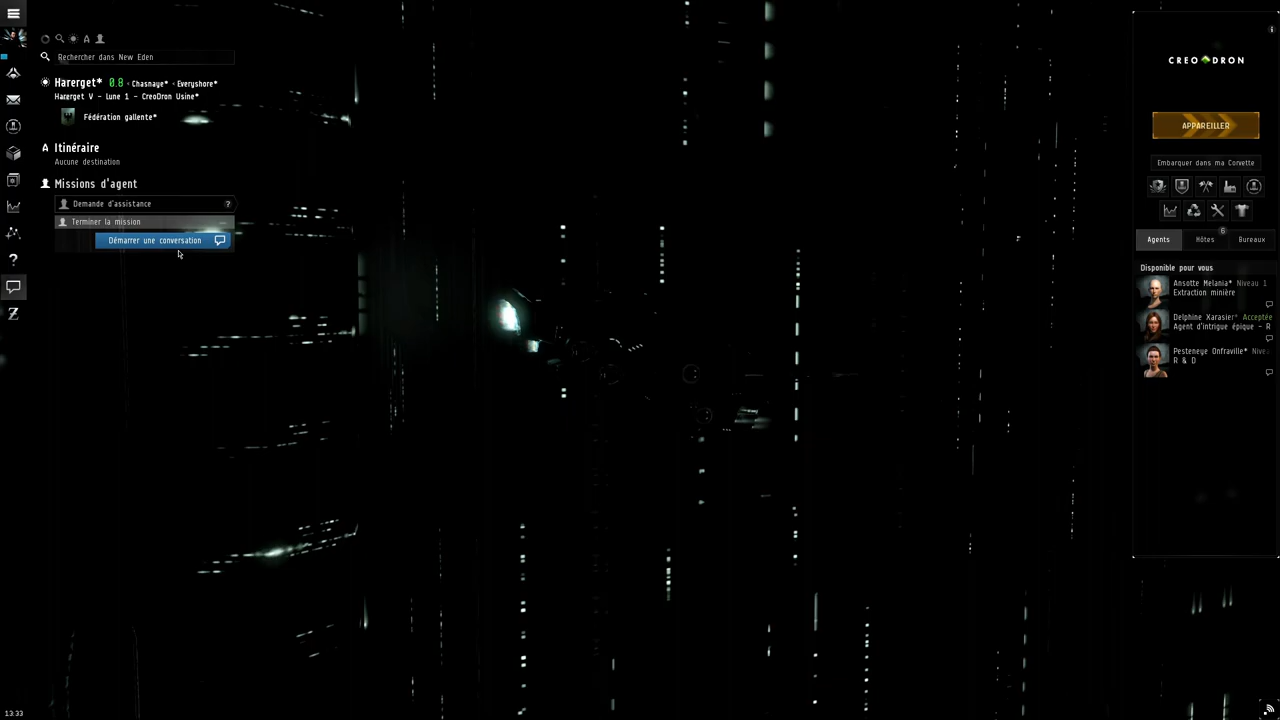 Rechercher dans New Eden
Harerget* 0.8 ‹ Chasnaye* ‹ Everyshore*
Harerget V - Lune 1 - CreoDron Usine*
Fédération gallente*
Itinéraire
Aucune destination
Missions d'agent
Demande d'assistance ?
Terminer la mission
Démarrer une conversation
13:33
CREODRON
APPAREILLER
Embarquer dans ma Corvette
6
Agents Hôtes Bureaux
Disponible pour vous
Ansotte Melania* Niveau 1
Extraction minière
Delphine Xarasier* Acceptée
Agent d'intrigue épique - R
Pesteneye Onfraville* Nive
R & D